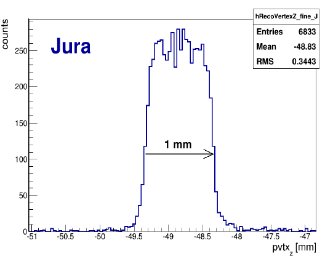 hRecoVertexZ_fine_J
Entries 6833
Mean -48.83
RMS 0.3443
counts
Jura
250
200
150
1 mm
100
50
0
-51 -50.5 -50 -49.5 -49 -48.5 -48 -47.5 -47
pvtx_z [mm]